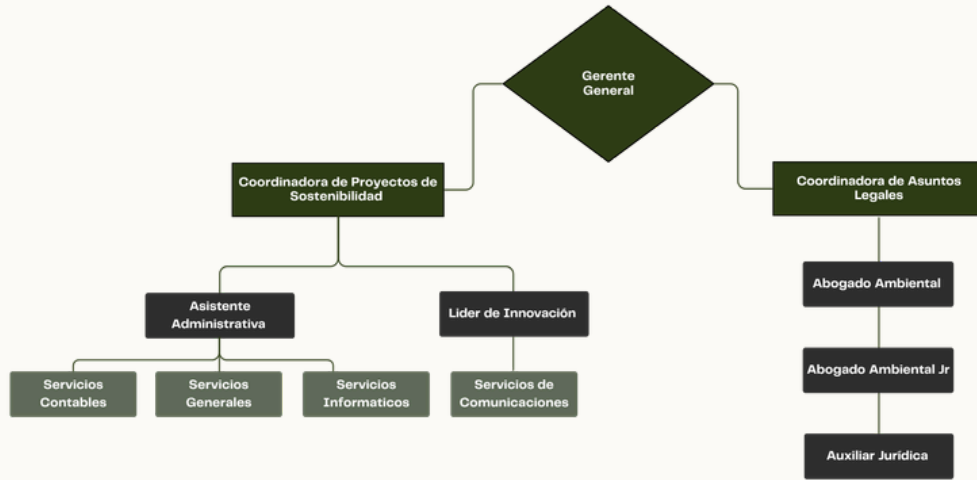 Gerente
General
Coordinadora de Proyectos de
Sostenibilidad
Coordinadora de Asuntos
Legales
Asistente
Administrativa
Lider de Innovación
Abogado Ambiental
Servicios
Contables
Servicios
Generales
Servicios
Informaticos
Servicios de
Comunicaciones
Abogado Ambiental Jr
Auxiliar Jurídica